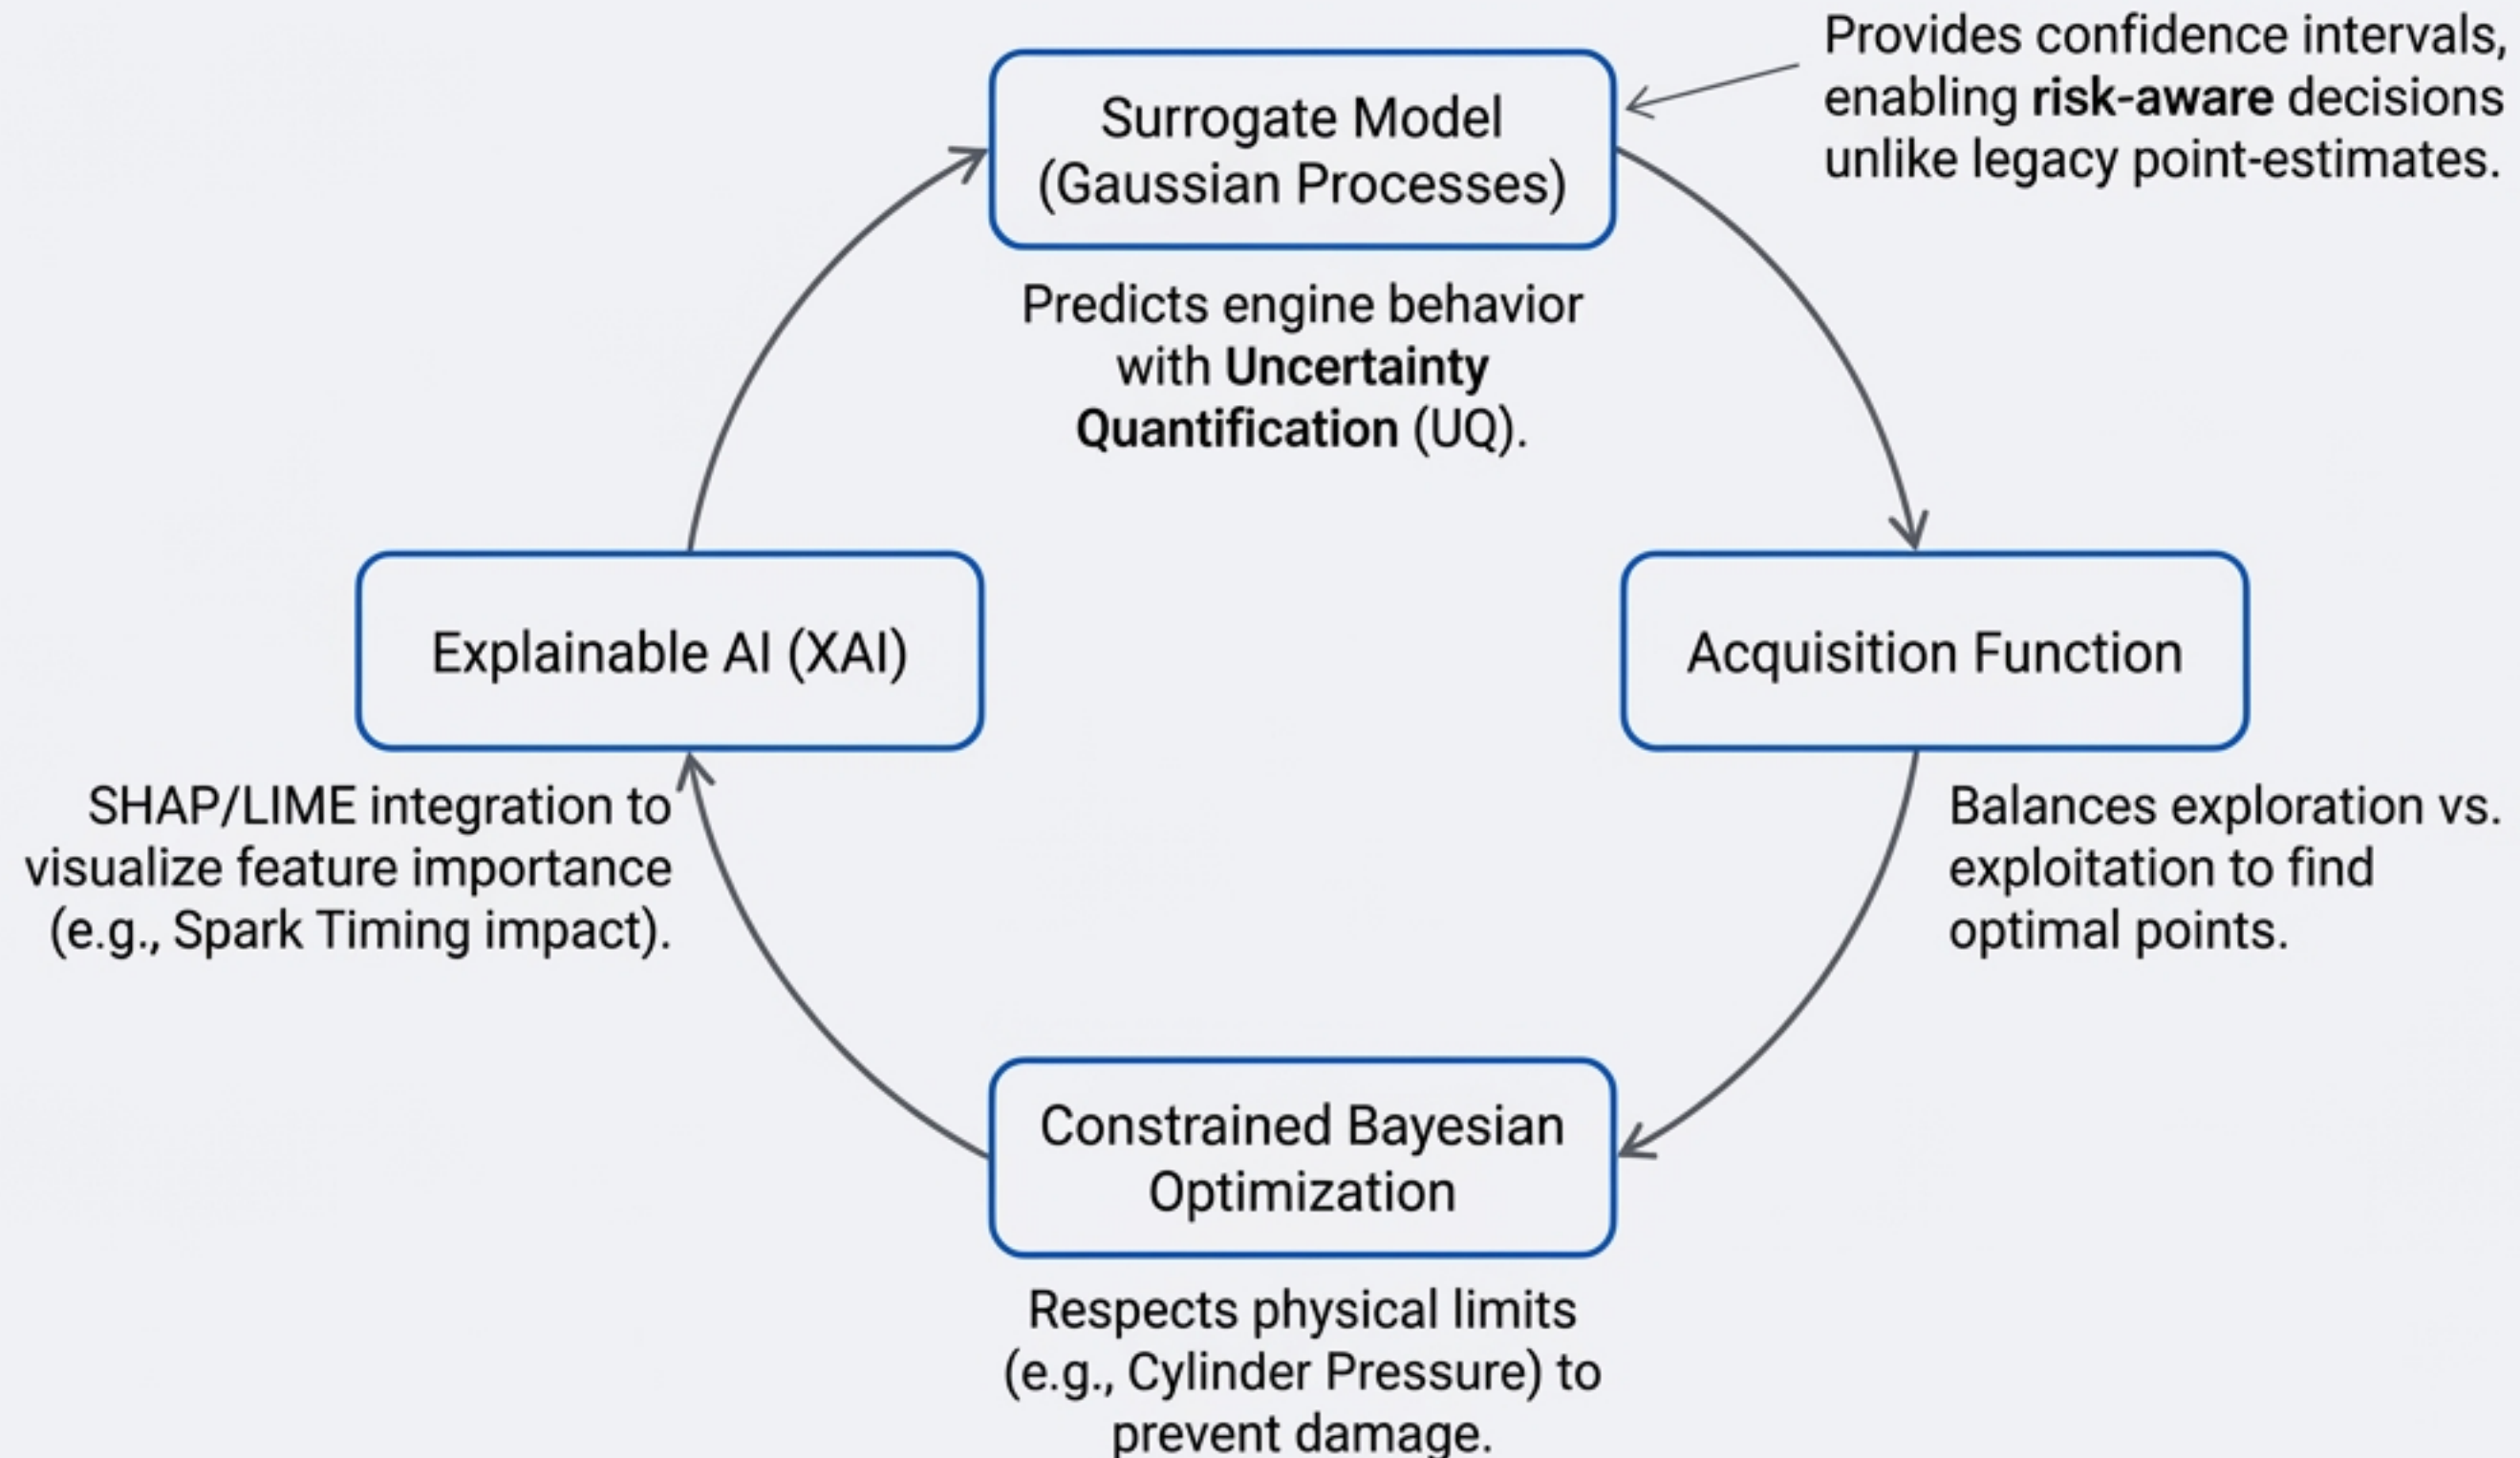 Provides confidence intervals,
enabling risk-aware decisions
unlike legacy point-estimates.
Surrogate Model
(Gaussian Processes)
Predicts engine behavior
with Uncertainty
Quantification (UQ).
Explainable AI (XAI)
Acquisition Function
SHAP/LIME integration to
visualize feature importance
(e.g., Spark Timing impact).
Balances exploration vs.
exploitation to find
optimal points.
Constrained Bayesian
Optimization
Respects physical limits
(e.g., Cylinder Pressure) to
prevent damage.